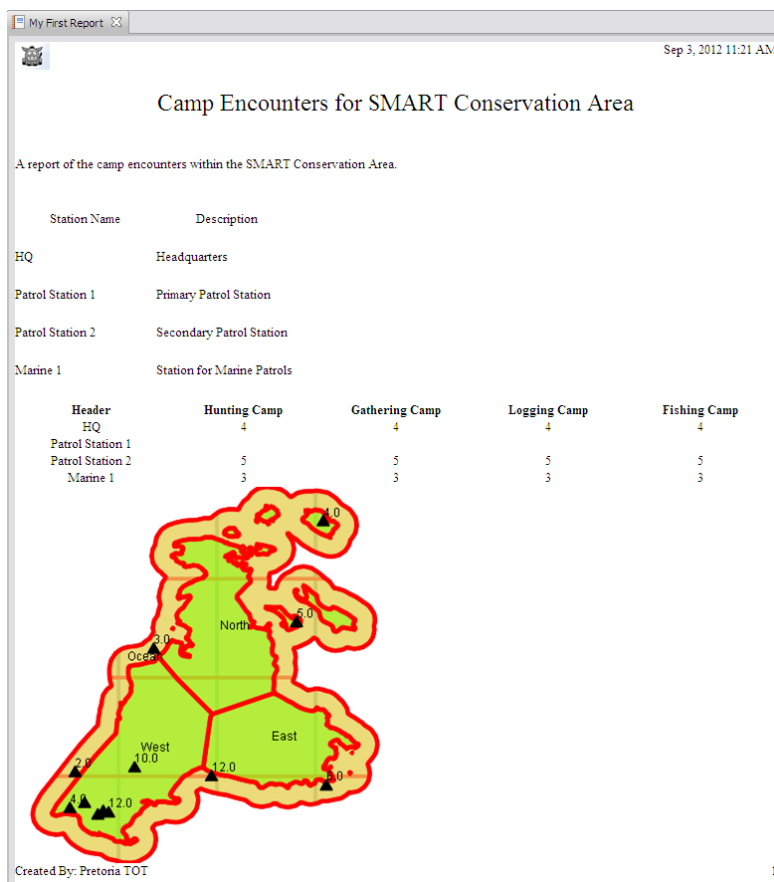 My First Report
Sep 3, 2012 11:21 AM
Camp Encounters for SMART Conservation Area
A report of the camp encounters within the SMART Conservation Area.
Station Name Description
HQ Headquarters
Patrol Station 1 Primary Patrol Station
Patrol Station 2 Secondary Patrol Station
Marine 1 Station for Marine Patrols
Header Hunting Camp Gathering Camp Logging Camp Fishing Camp
HQ 4 4 4 4
Patrol Station 1
Patrol Station 2 5 5 5 5
Marine 1 3 3 3 3
4.0
5.0
North
3.0
Ocean
East
West
10.0
2.0
12.0
4.0
12.0
Created By: Pretoria TOT
1